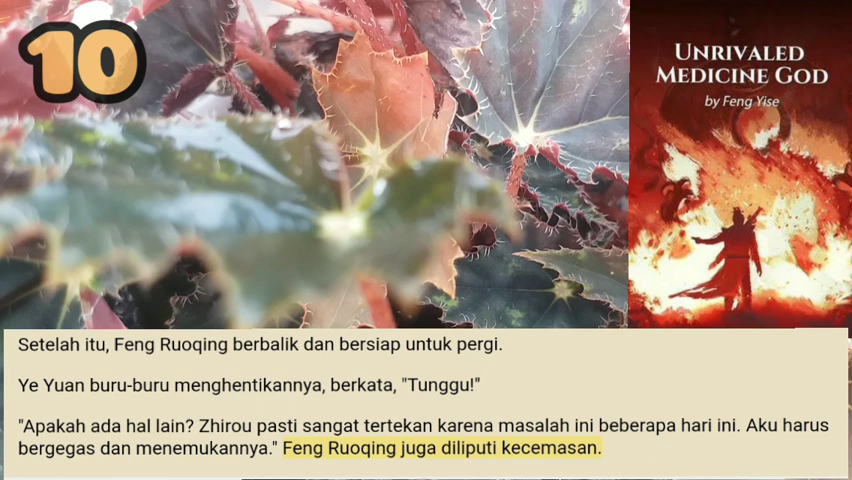 10
UNRIVALED
MEDICINE GOD
by Feng Yise
Setelah itu, Feng Ruoqing berbalik dan bersiap untuk pergi.
Ye Yuan buru-buru menghentikannya, berkata, "Tunggu!"
"Apakah ada hal lain? Zhirou pasti sangat tertekan karena masalah ini beberapa hari ini. Aku harus
bergegas dan menemukannya." Feng Ruoqing juga diliputi kecemasan.